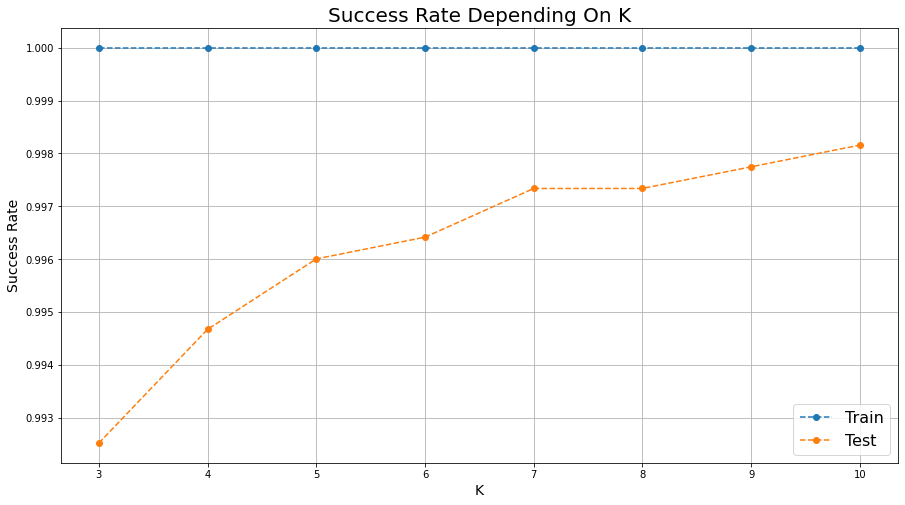 Success Rate Depending On K
Success Rate
1.000
0.999
0.998
0.997
0.996
0.995
0.994
0.993
3 4 5 6 7 8 9 10
K
Train
Test